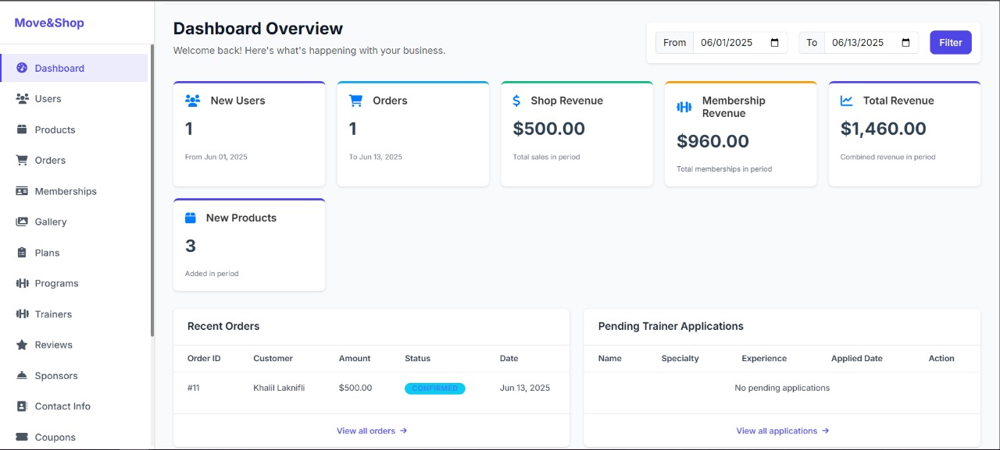 Move&Shop
Dashboard
Users
Products
Orders
Memberships
Gallery
Plans
Programs
Trainers
Reviews
Sponsors
Contact Info
Coupons
Dashboard Overview
Welcome back! Here's what's happening with your business.
From 06/01/2025 To 06/13/2025 Filter
New Users
1
From Jun 01, 2025
Orders
1
To Jun 13, 2025
Shop Revenue
$500.00
Total sales in period
Membership
Revenue
$960.00
Total memberships in period
Total Revenue
$1,460.00
Combined revenue in period
New Products
3
Added in period
Recent Orders
Order ID Customer Amount Status Date
#11 Khalil Laknifli $500.00 CONFIRMED Jun 13, 2025
View all orders →
Pending Trainer Applications
Name Specialty Experience Applied Date Action
No pending applications
View all applications →